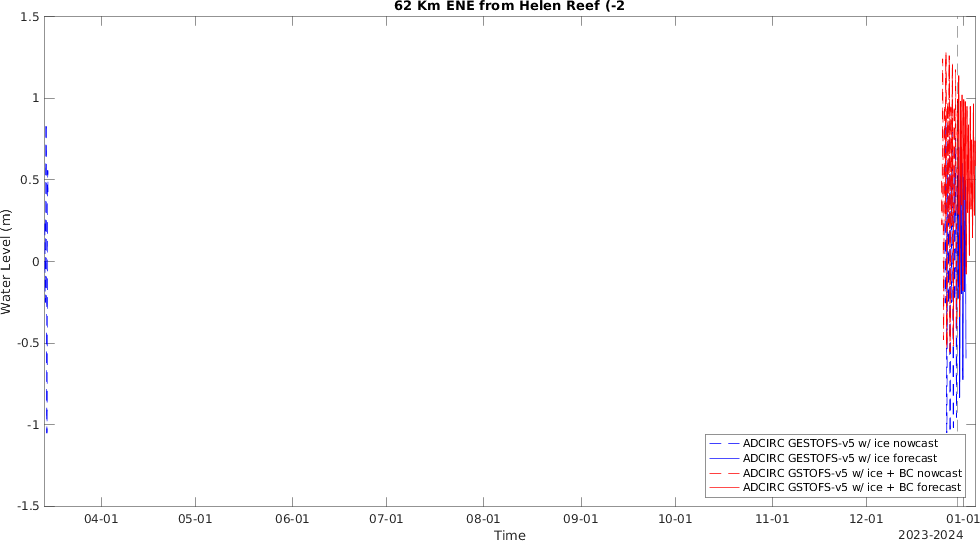 62 Km ENE from Helen Reef (-2
1.5
1
0.5
0
-0.5
-1
-1.5
Water Level (m)
04-01 05-01 06-01 07-01 08-01 09-01 10-01 11-01 12-01 01-01
Time
2023-2024
ADCIRC GESTOFS-v5 w/ ice nowcast
ADCIRC GESTOFS-v5 w/ ice forecast
ADCIRC GSTOFS-v5 w/ ice + BC nowcast
ADCIRC GSTOFS-v5 w/ ice + BC forecast